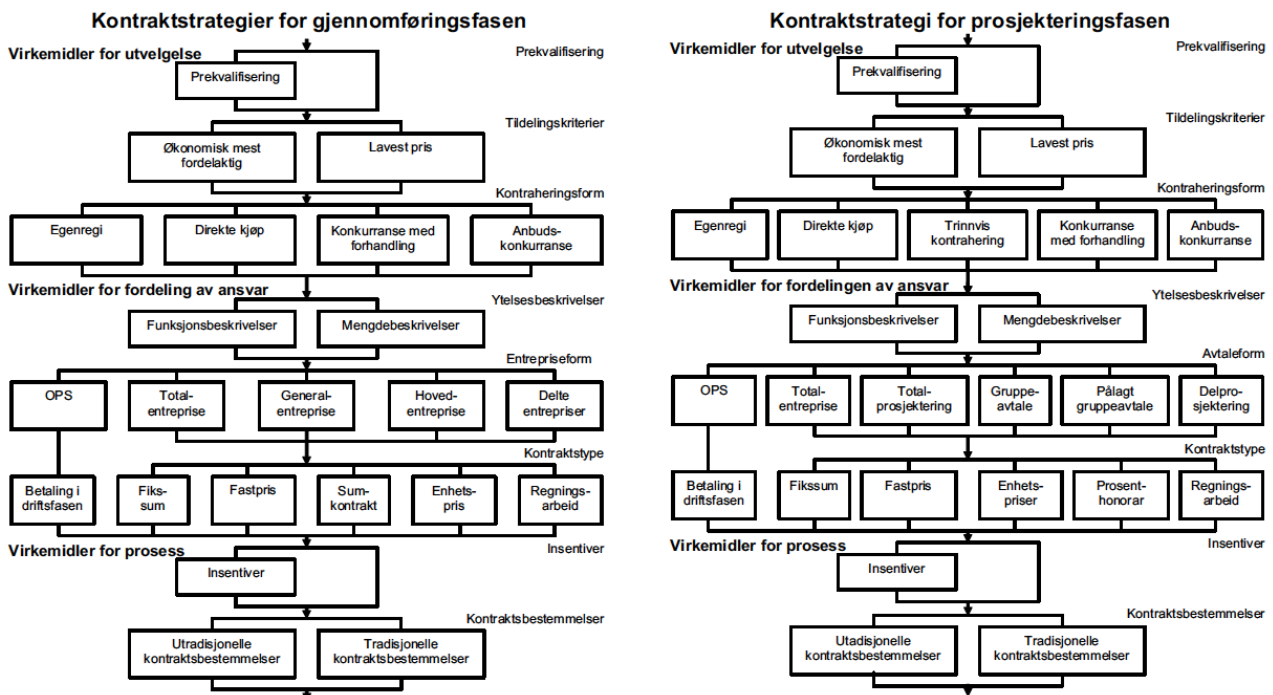 Kontraktstrategier for gjennomføringsfasen
Virkemidler for utvelgelse
Prekvalifisering
Prekvalifisering
Tildelingskriterier
Økonomisk mest
fordelaktig
Lavest pris
Kontraheringsform
Egenregi
Direkte kjøp
Konkurranse med
forhandling
Anbuds-
konkurranse
Virkemidler for fordeling av ansvar
Ytelsesbeskrivelser
Funksjonsbeskrivelser
Mengdebeskrivelser
Entrepriseform
OPS
Total-
entreprise
General-
entreprise
Hoved-
entreprise
Delte
entrepriser
Kontraktstype
Betaling i
driftsfasen
Fiks-
sum
Fastpris
Sum-
kontrakt
Enhets-
pris
Regnings-
arbeid
Virkemidler for prosess
Insentiver
Insentiver
Kontraktsbestemmelser
Utradisjonelle
kontraktsbestemmelser
Tradisjonelle
kontraktsbestemmelser
Kontraktstrategi for prosjekteringsfasen
Virkemidler for utvelgelse
Prekvalifisering
Prekvalifisering
Tildelingskriterier
Økonomisk mest
fordelaktig
Lavest pris
Kontraheringsform
Egenregi
Direkte kjøp
Trinnvis
kontrahering
Konkurranse med
forhandling
Anbuds-
konkurranse
Virkemidler for fordelingen av ansvar
Ytelsesbeskrivelser
Funksjonsbeskrivelser
Mengdebeskrivelser
Avtaleform
OPS
Total-
entreprise
Total-
prosjektering
Gruppe-
avtale
Pålagt
gruppeavtale
Delpro-
sjektering
Kontraktstype
Betaling i
driftsfasen
Fikssum
Fastpris
Enhets-
priser
Prosent-
honorar
Regnings-
arbeid
Virkemidler for prosess
Insentiver
Insentiver
Kontraktsbestemmelser
Utadisjonelle
kontraktsbestemmelser
Tradisjonelle
kontraktsbestemmelser